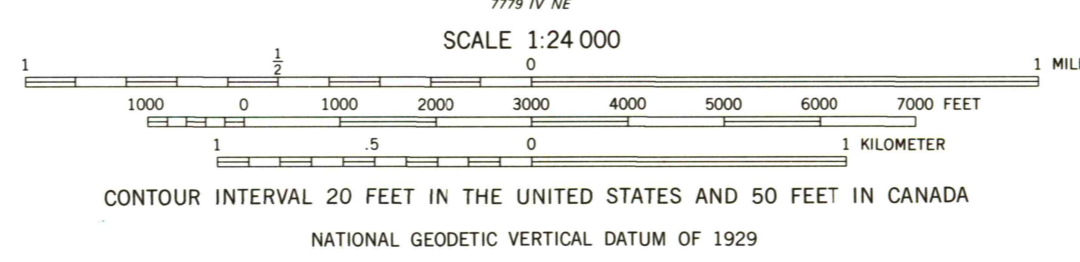 7779 IV NE
SCALE 1:24 000
1 1/2 0 1 MILE
1000 0 1000 2000 3000 4000 5000 6000 7000 FEET
1 .5 0 1 KILOMETER
CONTOUR INTERVAL 20 FEET IN THE UNITED STATES AND 50 FEET IN CANADA
NATIONAL GEODETIC VERTICAL DATUM OF 1929